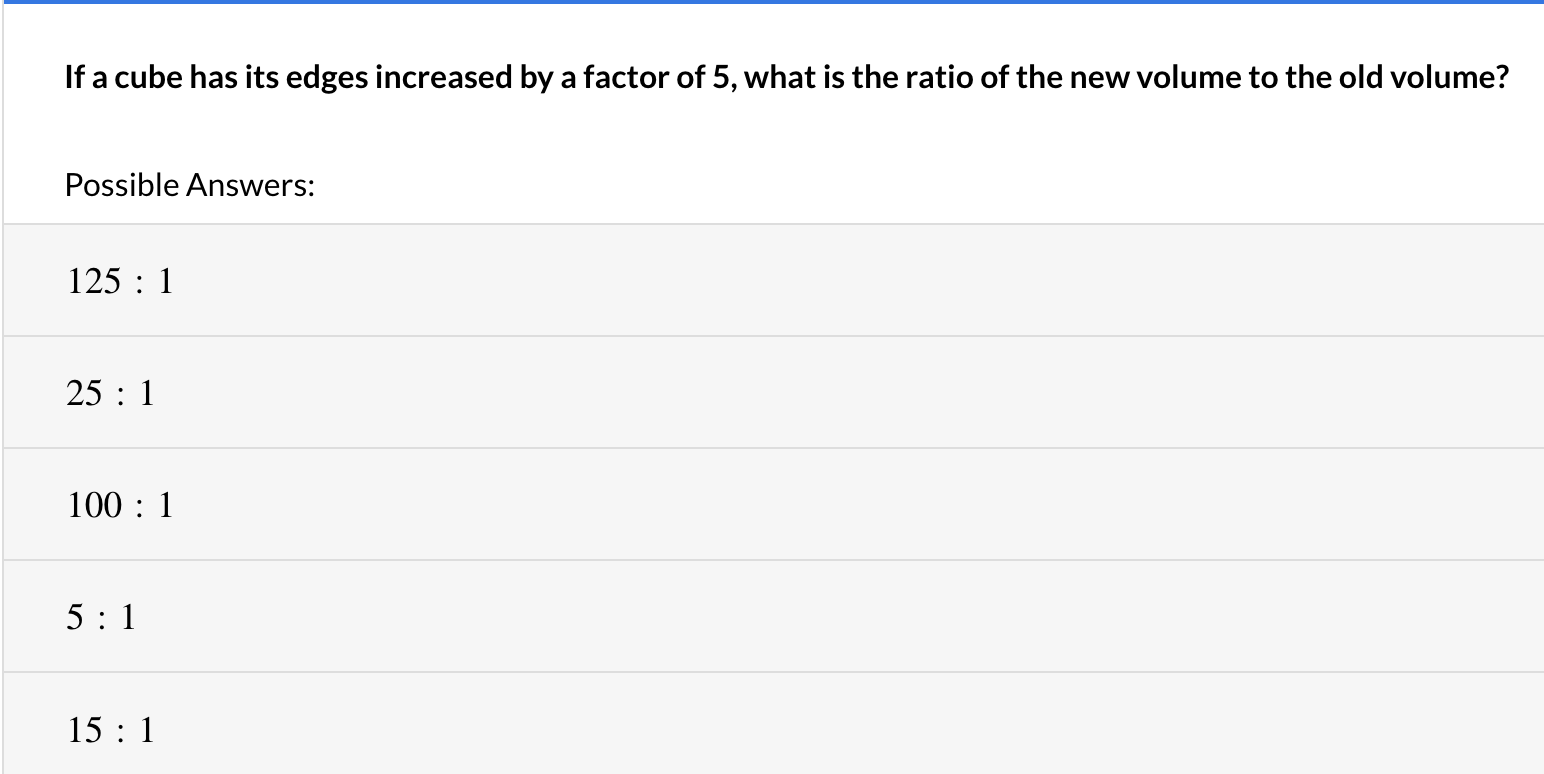 If a cube has its edges increased by a factor of 5, what is the ratio of the new volume to the old volume?
Possible Answers:
125 : 1
25 : 1
100 : 1
5 : 1
15 : 1